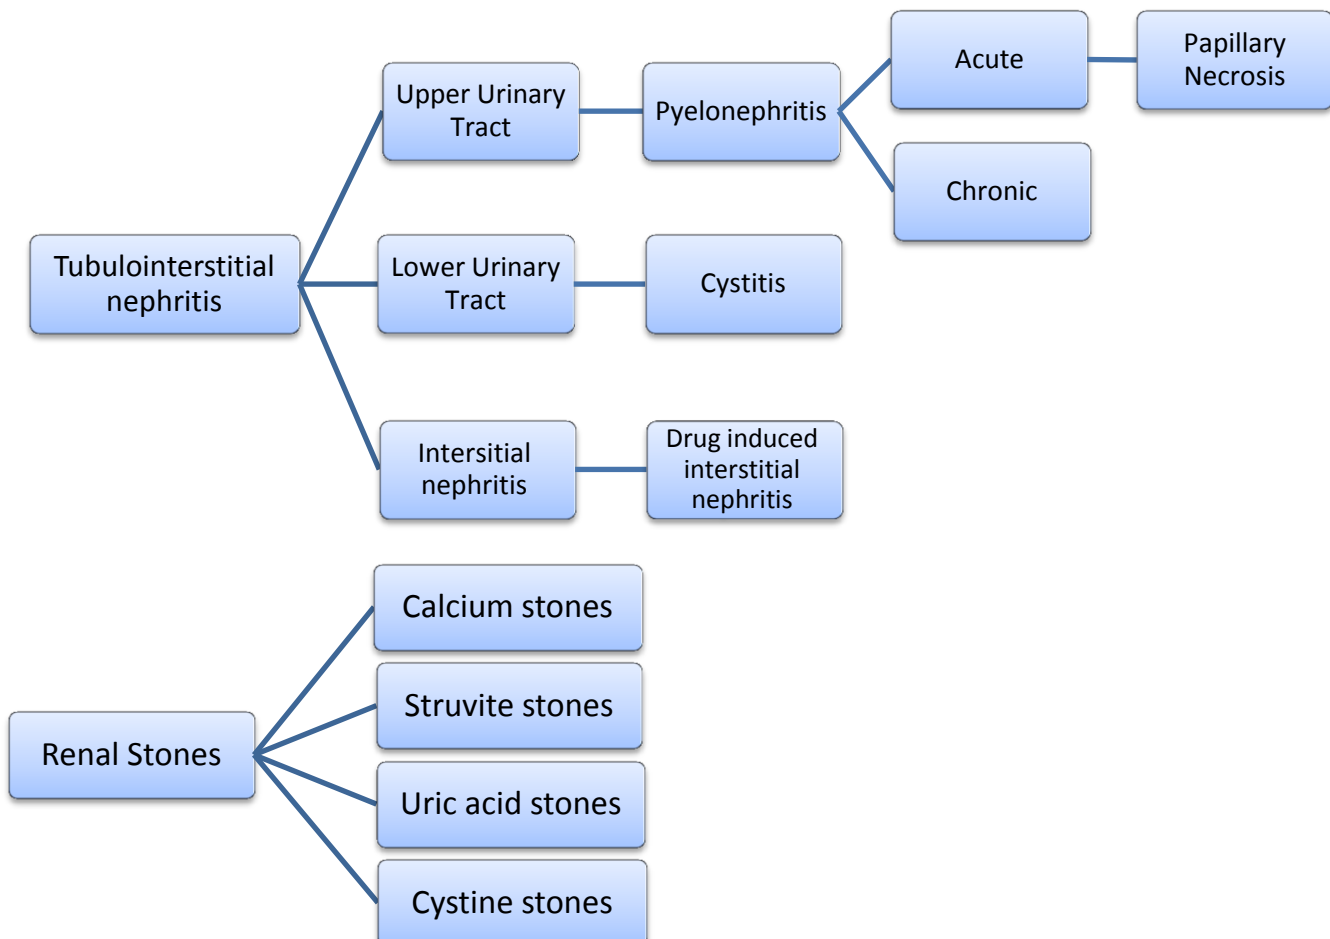 Tubulointerstitial
nephritis
Upper Urinary
Tract
Pyelonephritis
Acute
Papillary
Necrosis
Chronic
Lower Urinary
Tract
Cystitis
Intersitial
nephritis
Drug induced
interstitial
nephritis
Renal Stones
Calcium stones
Struvite stones
Uric acid stones
Cystine stones